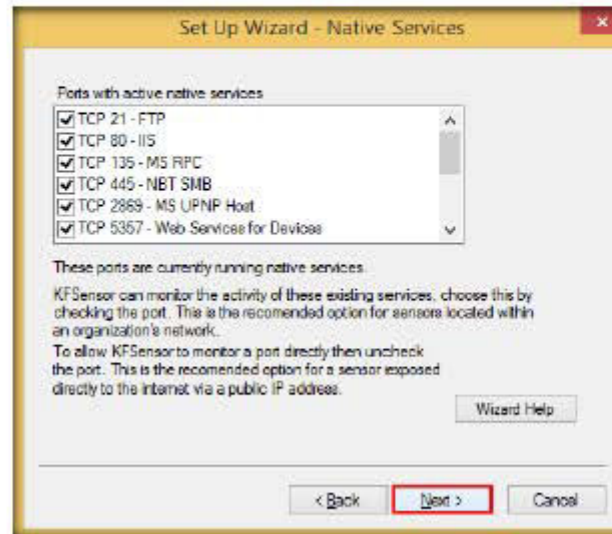 Set Up Wizard - Native Services
Ports with active native services
TCP 21 - FTP
TCP 80 - IIS
TCP 135 - MS RPC
TCP 445 - NBT SMB
TCP 2869 - MS UPNP Host
TCP 5357 - Web Services for Devices
These ports are currently running native services.
KFSensor can monitor the activity of these existing services, choose this by
checking the port. This is the recomended option for sensors located within
an organization's network.
To allow KFSensor to monitor a port directly then uncheck
the port. This is the recomended option for a sensor exposed
directly to the internet via a public IP address.
Wizard Help
< Back
Next >
Cancel